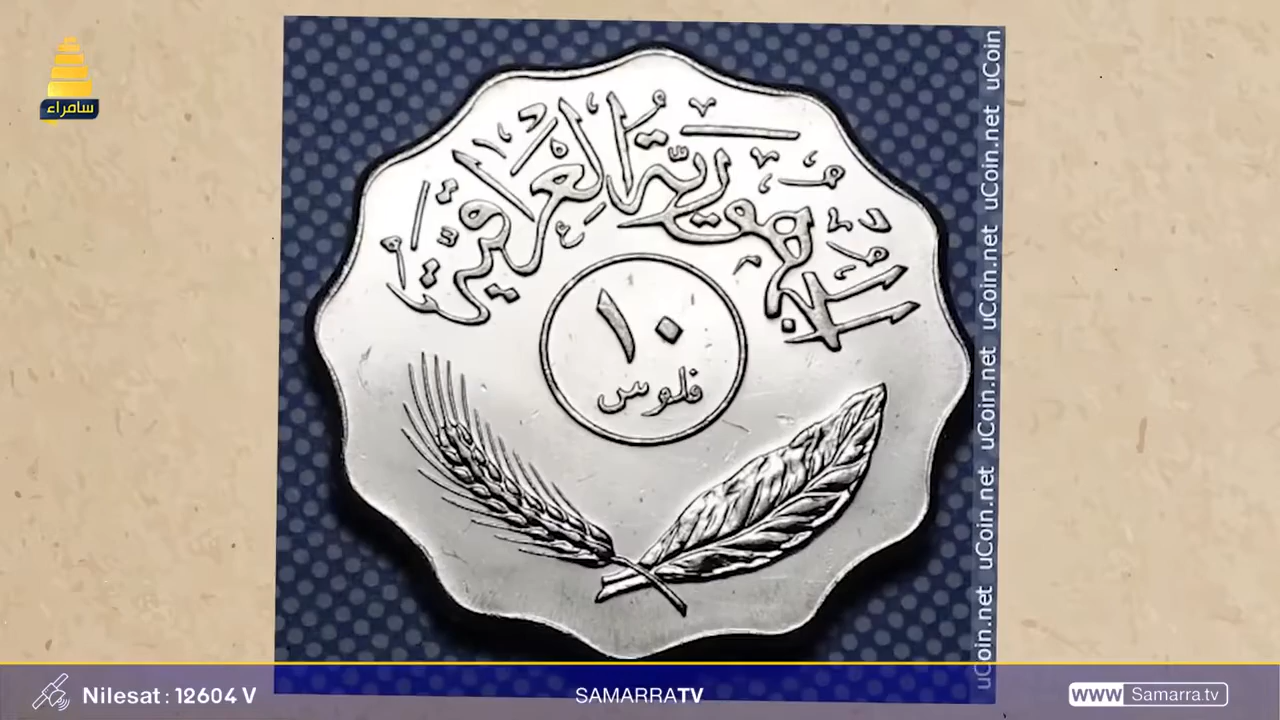 سامراء
الجمهورية العراقية
١٠
فلوس
uCoin.net uCoin.net uCoin.net uCoin.net uCoin.net uCoin
Nilesat : 12604 V
SAMARRATV
www Samarra.tv